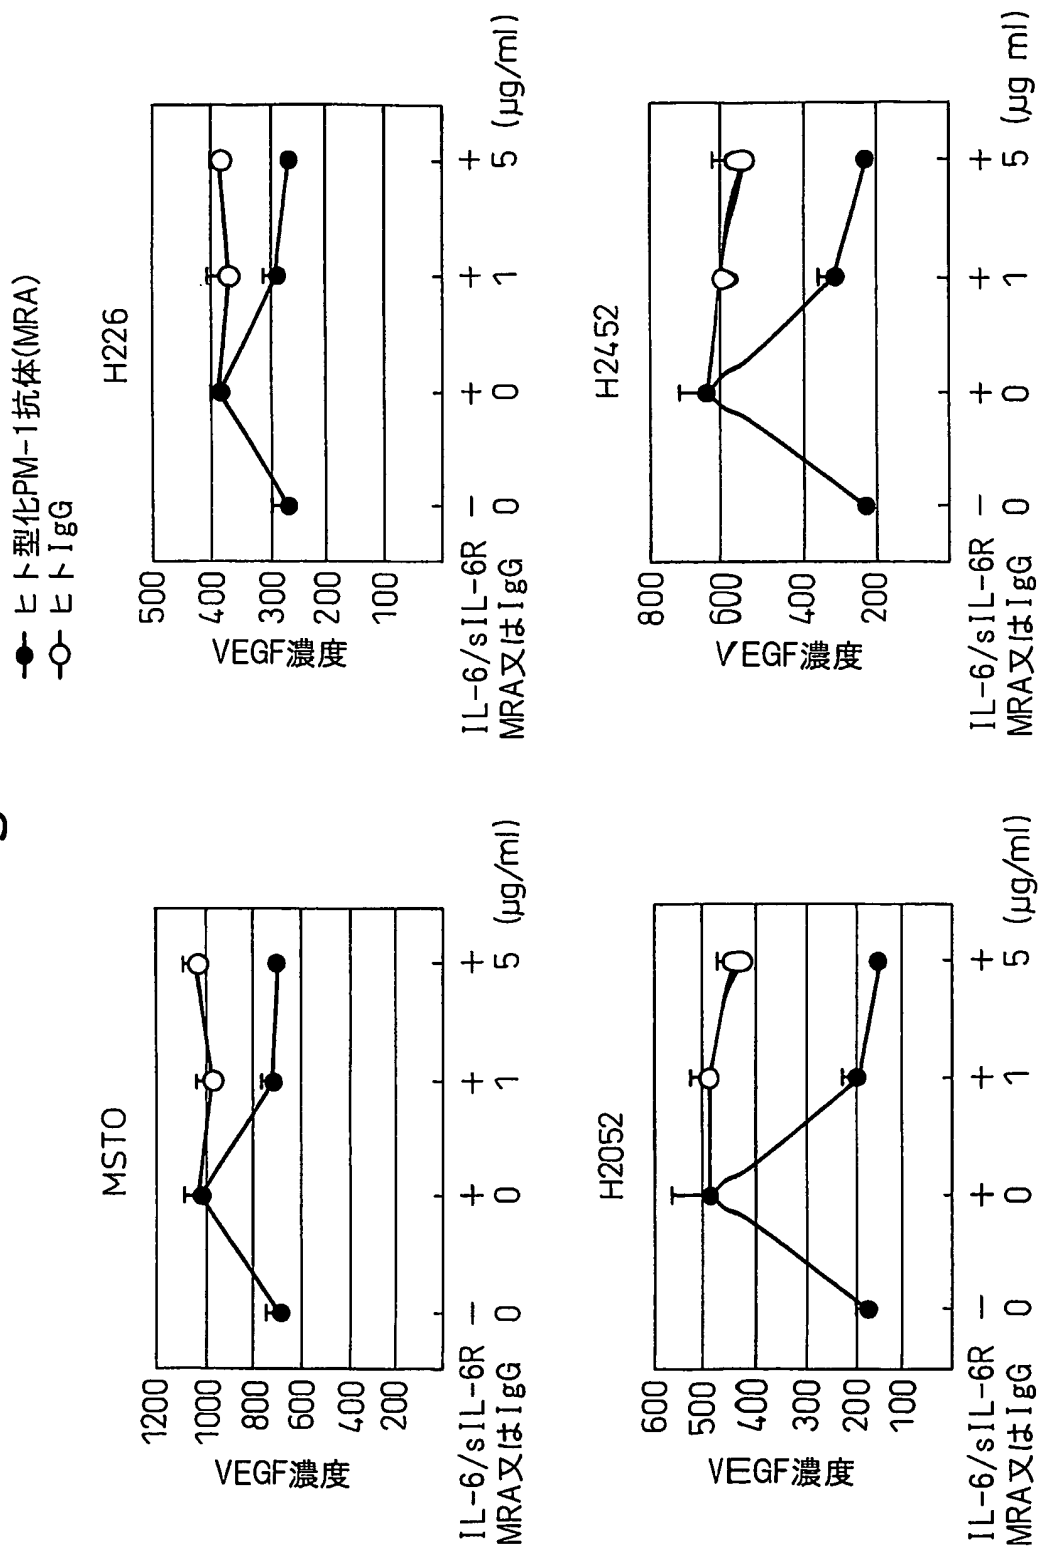 ヒト型化PM-1抗体(MRA)
ヒトIgG
MSTO
1200
1000
800
600
400
200
VEGF濃度
IL-6/sIL-6R - + + +
MRA又はIgG 0 0 1 5 (μg/ml)
H226
500
400
300
200
100
VEGF濃度
IL-6/sIL-6R - + + +
MRA又はIgG 0 0 1 5 (μg/ml)
H2052
600
500
400
300
200
100
VEGF濃度
IL-6/sIL-6R - + + +
MRA又はIgG 0 0 1 5 (μg/ml)
H2452
800
600
400
200
VEGF濃度
IL-6/sIL-6R - + + +
MRA又はIgG 0 0 1 5 (μg ml)